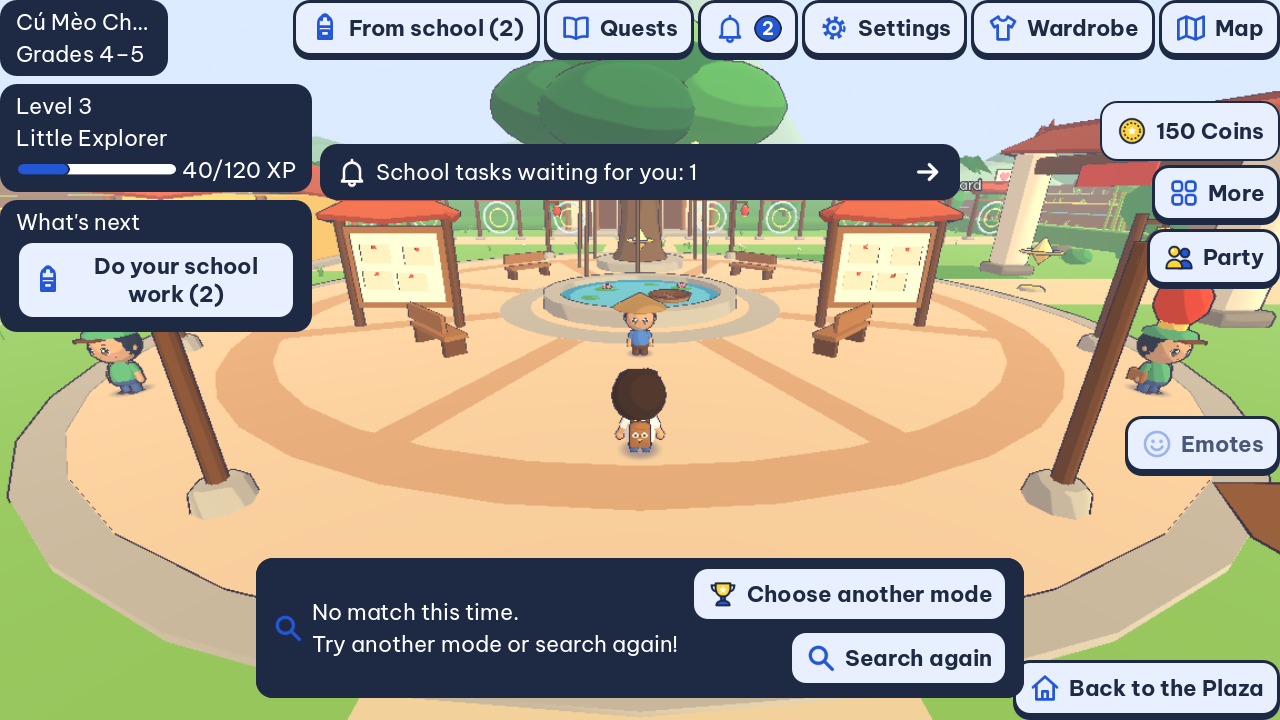 Cú Mèo Ch...
Grades 4–5
From school (2)
Quests
2
Settings
Wardrobe
Map
Level 3
Little Explorer
40/120 XP
150 Coins
School tasks waiting for you: 1
ard
More
What's next
Do your school
work (2)
Party
Emotes
No match this time.
Try another mode or search again!
Choose another mode
Search again
Back to the Plaza